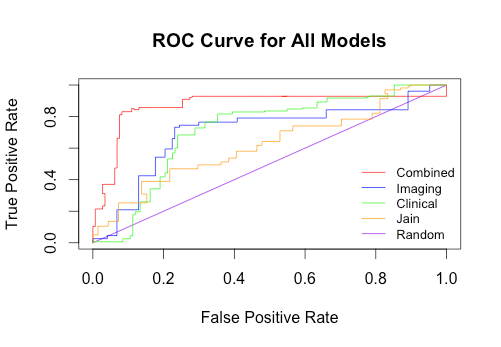 ROC Curve for All Models
True Positive Rate
0.8
0.4
0.0
Combined
Imaging
Clinical
Jain
Random
0.0 0.2 0.4 0.6 0.8 1.0
False Positive Rate